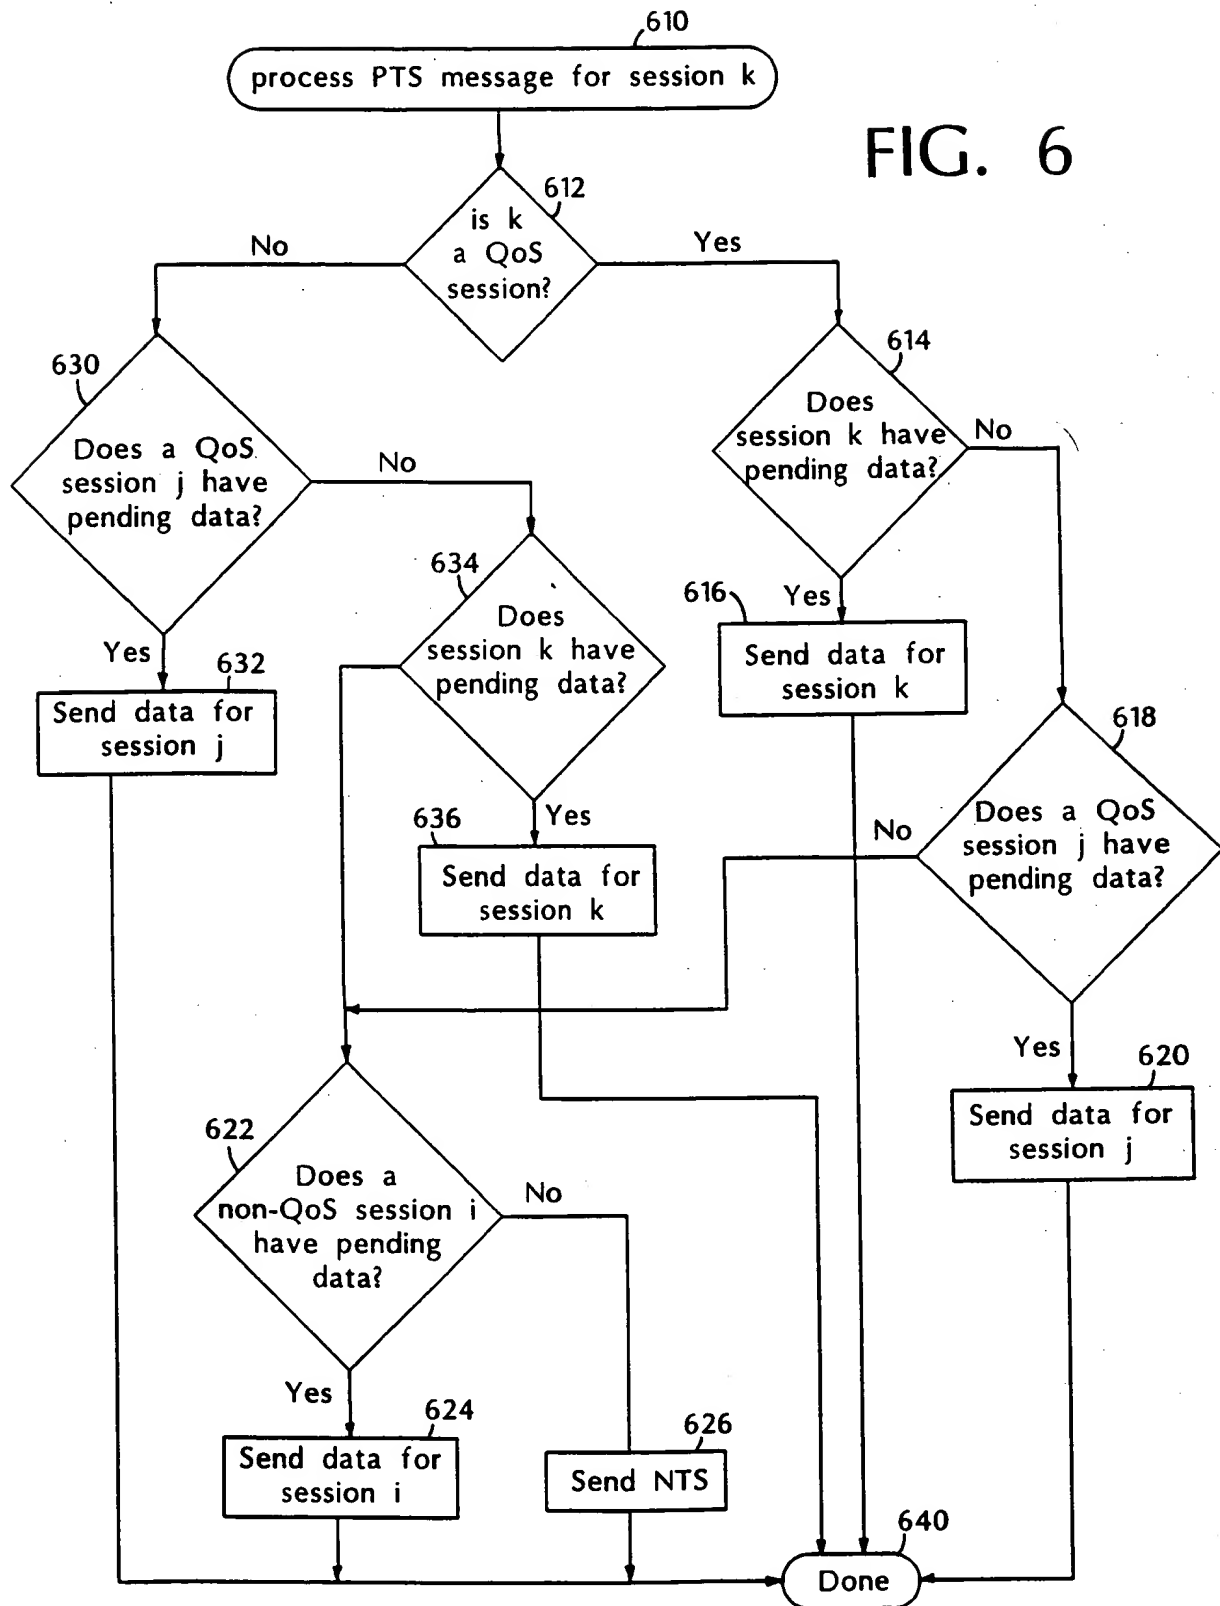 610
process PTS message for session k
FIG. 6
612
is k
a QoS
session?
No
Yes
630
Does a QoS
session j have
pending data?
No
614
Does
session k have
pending data?
No
634
Does
session k have
pending data?
616
Yes
Send data for
session k
Yes
632
Send data for
session j
618
Does a QoS
session j have
pending data?
No
636
Yes
Send data for
session k
Yes
620
Send data for
session j
622
Does a
non-QoS session i
have pending
data?
No
Yes
624
Send data for
session i
626
Send NTS
640
Done